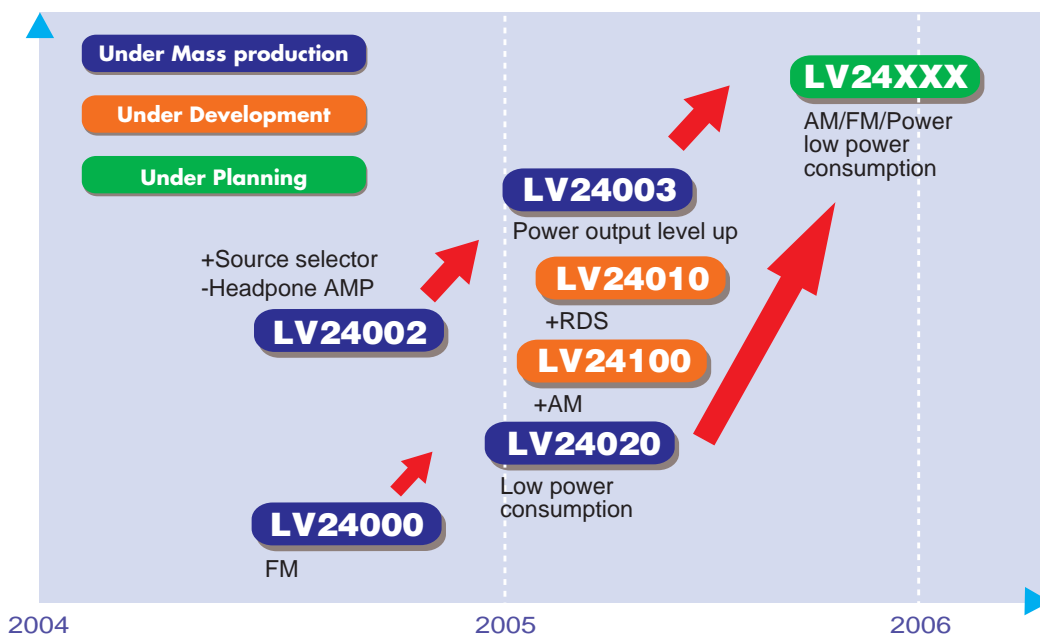 Under Mass production
Under Development
Under Planning
LV24XXX
AM/FM/Power
low power
consumption
LV24003
Power output level up
+Source selector
-Headpone AMP
LV24002
LV24010
+RDS
LV24100
+AM
LV24020
Low power
consumption
LV24000
FM
2004
2005
2006